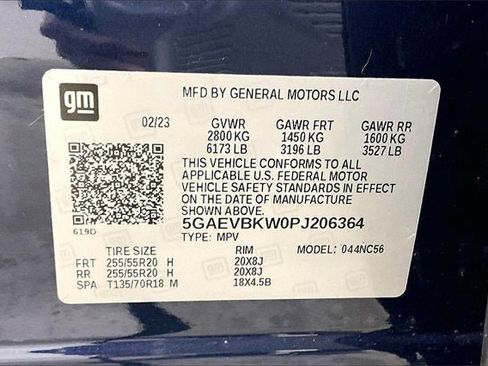 gm
MFD BY GENERAL MOTORS LLC
02/23 GVWR GAWR FRT GAWR RR
2800 KG 1450 KG 1600 KG
6173 LB 3196 LB 3527 LB
THIS VEHICLE CONFORMS TO ALL
APPLICABLE U.S. FEDERAL MOTOR
VEHICLE SAFETY STANDARDS IN EFFECT
ON THE DATE OF MANUFACTURE
SHOWN ABOVE.
619D 5GAEVBKW0PJ206364
TYPE: MPV
TIRE SIZE RIM MODEL: 044NC56
FRT 255/55R20 H 20X8J
RR 255/55R20 H 20X8J
SPA T135/70R18 M 18X4.5B